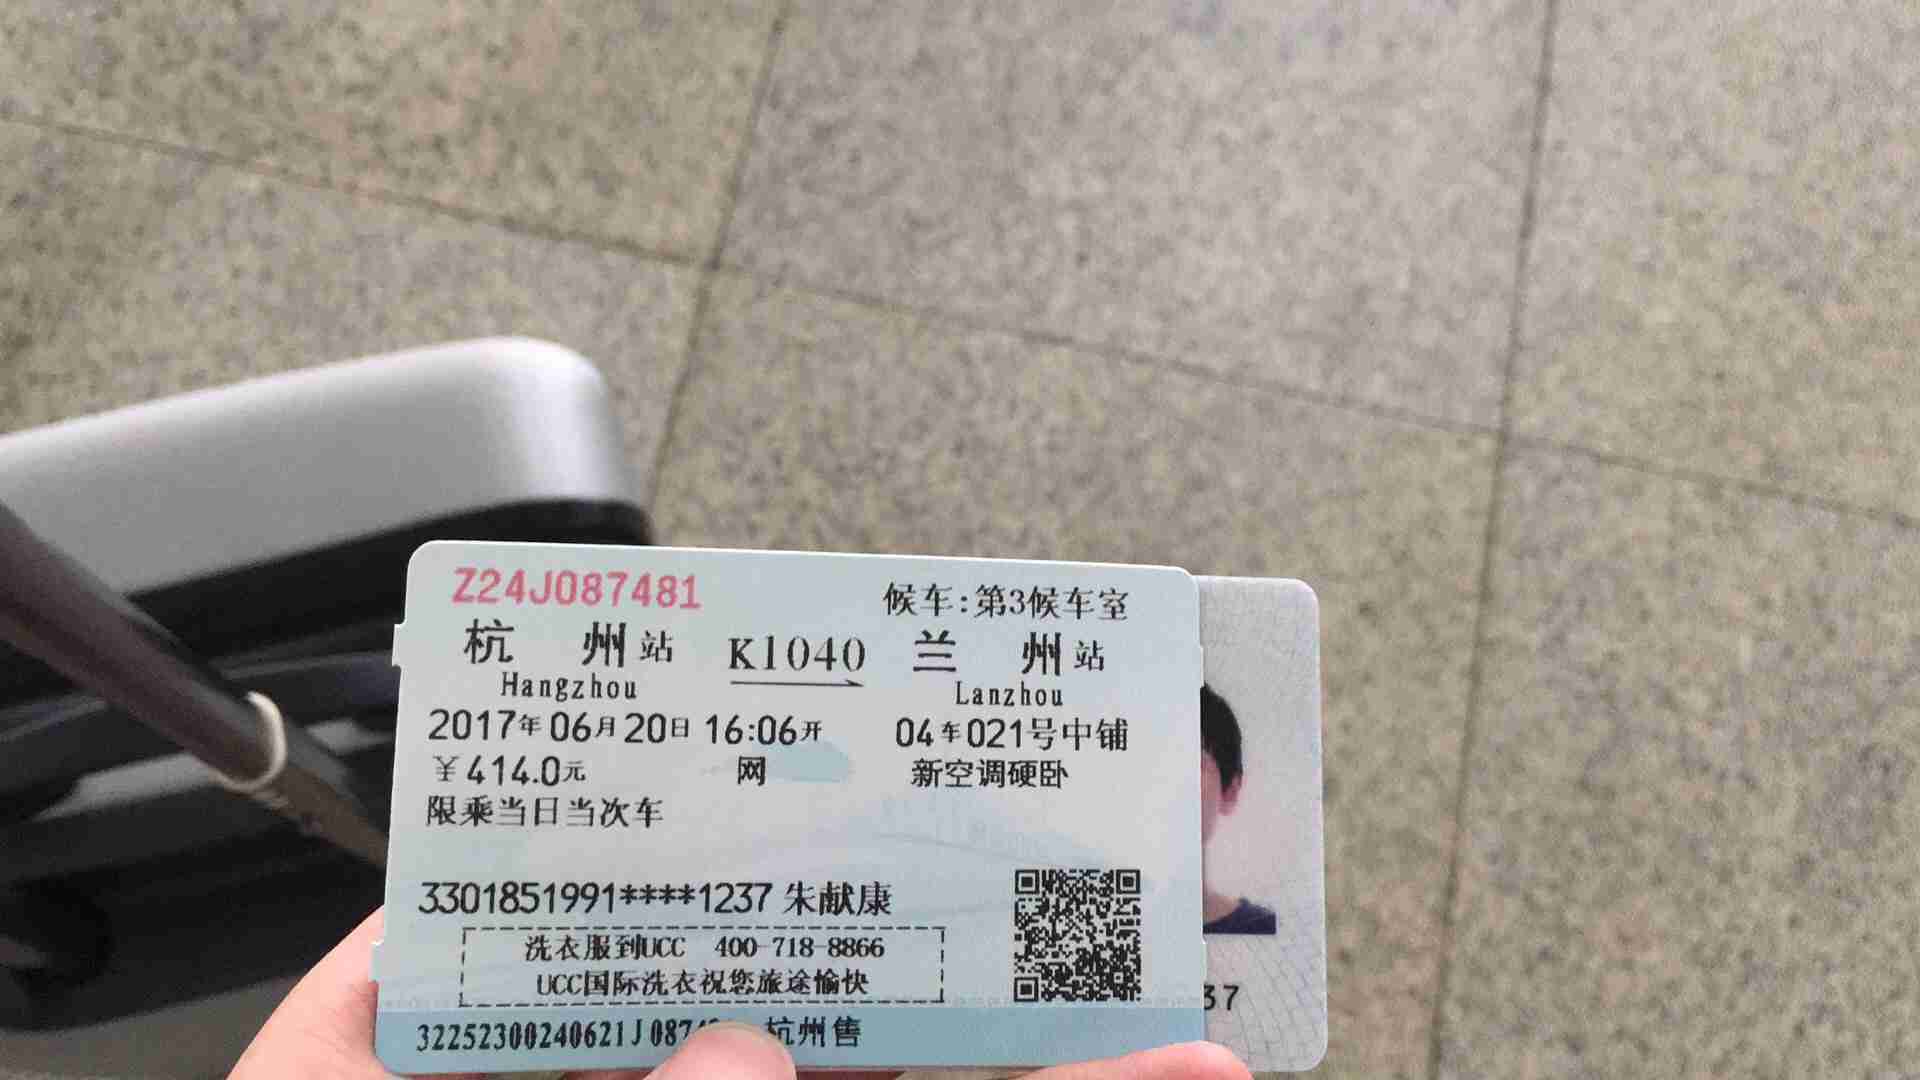 Z24J087481
候车:第3候车室
杭州站 K1040 兰州站
Hangzhou Lanzhou
2017年06月20日 16:06开 04车021号中铺
￥414.0元 网 新空调硬卧
限乘当日当次车
3301851991****1237 朱献康
洗衣服到UCC 400-718-8866
UCC国际洗衣祝您旅途愉快
37
32252300240621J087 杭州售